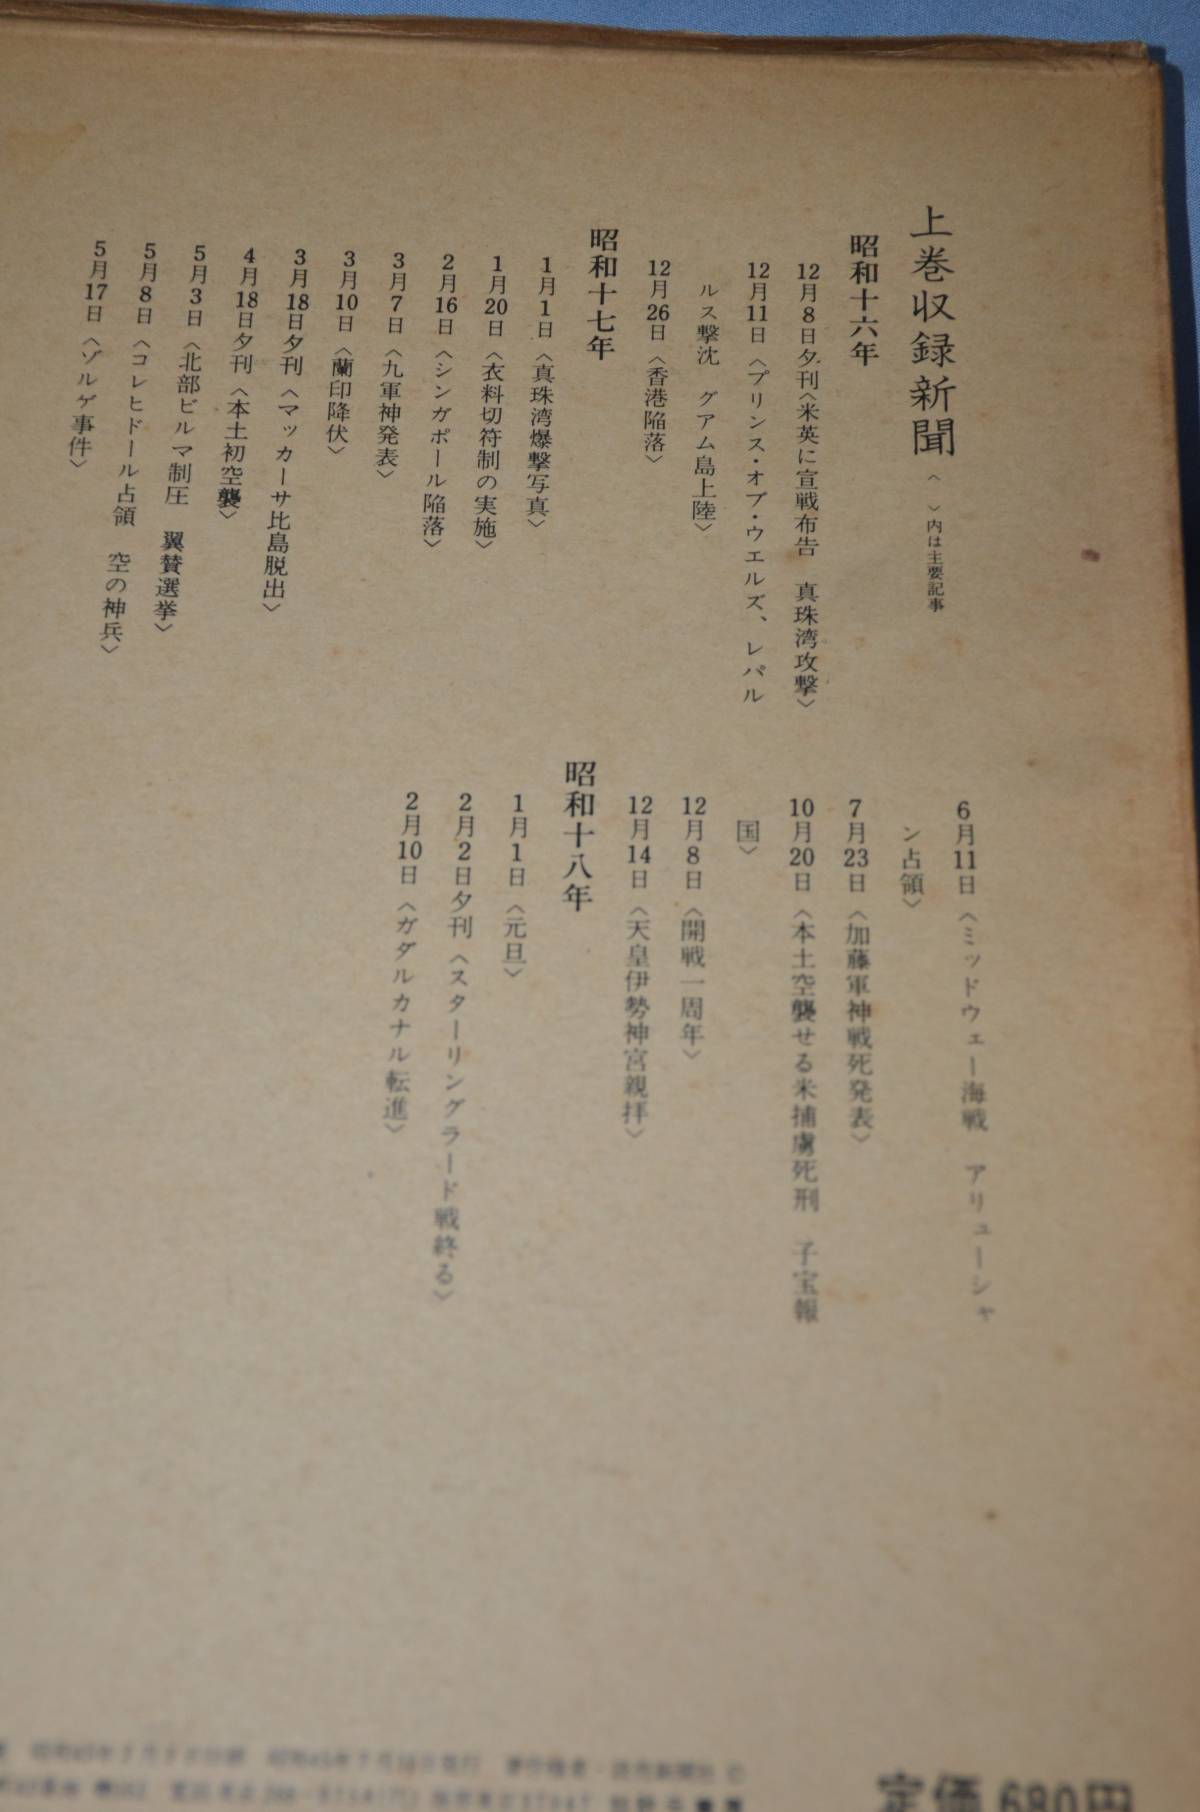 上巻収録新聞 〈 〉内は主要記事
昭和十六年
12月8日夕刊〈米英に宣戦布告 真珠湾攻撃〉
12月11日〈プリンス・オブ・ウエルズ、レパル
ルス撃沈 グアム島上陸〉
12月26日〈香港陥落〉
昭和十七年
1月1日〈真珠湾爆撃写真〉
1月20日〈衣料切符制の実施〉
2月16日〈シンガポール陥落〉
3月7日〈九軍神発表〉
3月10日〈蘭印降伏〉
3月18日夕刊〈マッカーサ比島脱出〉
4月18日夕刊〈本土初空襲〉
5月3日〈北部ビルマ制圧 翼賛選挙〉
5月8日〈コレヒドール占領 空の神兵〉
5月17日〈ゾルゲ事件〉
6月11日〈ミッドウェー海戦 アリューシャ
ン占領〉
7月23日〈加藤軍神戦死発表〉
10月20日〈本土空襲せる米捕虜死刑 子宝報
国〉
12月8日〈開戦一周年〉
12月14日〈天皇伊勢神宮親拝〉
昭和十八年
1月1日〈元旦〉
2月2日夕刊〈スターリングラード戦終る〉
2月10日〈ガダルカナル転進〉
定価680円